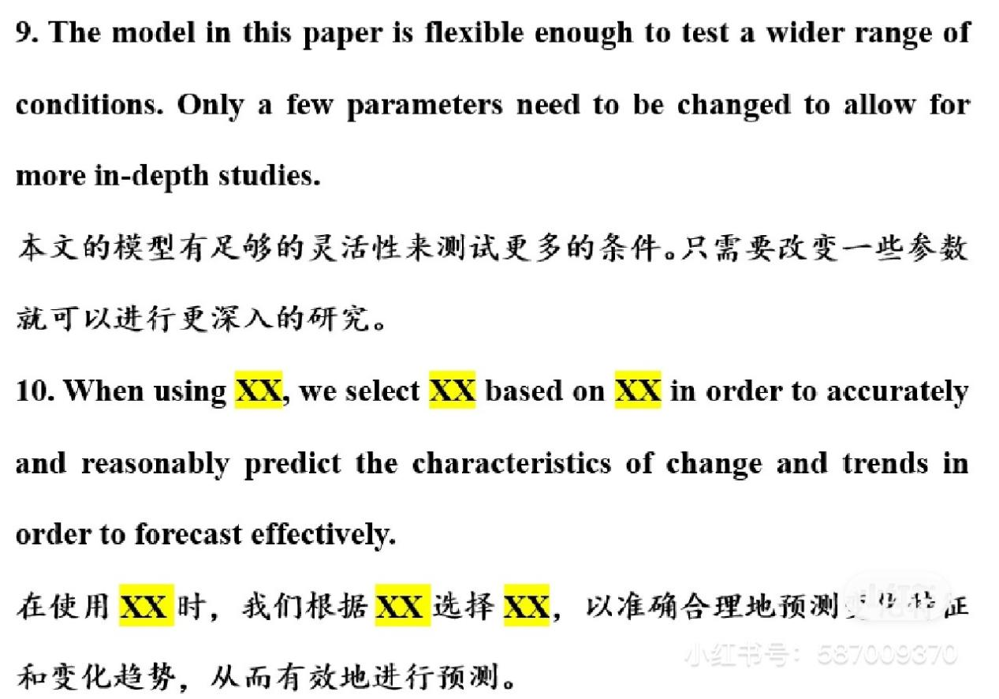 9. The model in this paper is flexible enough to test a wider range of
conditions. Only a few parameters need to be changed to allow for
more in-depth studies.
本文的模型有足够的灵活性来测试更多的条件。只需要改变一些参数
就可以进行更深入的研究。
10. When using XX, we select XX based on XX in order to accurately
and reasonably predict the characteristics of change and trends in
order to forecast effectively.
在使用 XX 时，我们根据 XX 选择 XX，以准确合理地预测变化特征
小红书号：587009370
和变化趋势，从而有效地进行预测。